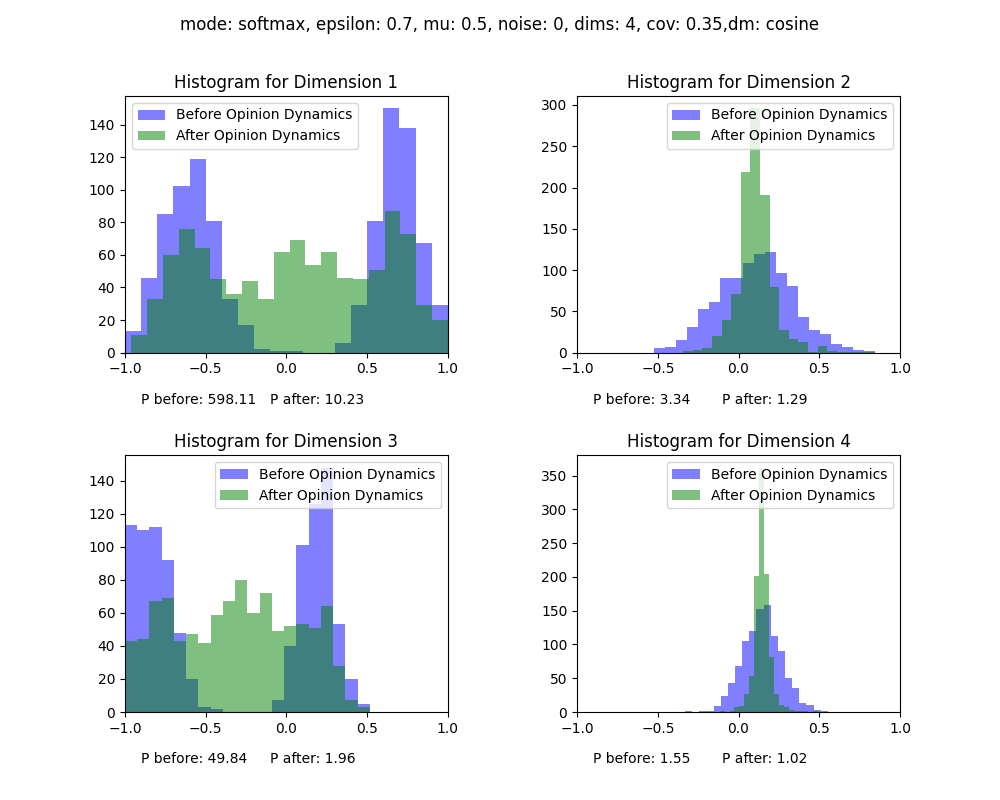 mode: softmax, epsilon: 0.7, mu: 0.5, noise: 0, dims: 4, cov: 0.35,dm: cosine
Histogram for Dimension 1
Before Opinion Dynamics
After Opinion Dynamics
140
120
100
80
60
40
20
0
−1.0 −0.5 0.0 0.5 1.0
P before: 598.11 P after: 10.23
Histogram for Dimension 2
Before Opinion Dynamics
After Opinion Dynamics
300
250
200
150
100
50
0
−1.0 −0.5 0.0 0.5 1.0
P before: 3.34 P after: 1.29
Histogram for Dimension 3
Before Opinion Dynamics
After Opinion Dynamics
140
120
100
80
60
40
20
0
−1.0 −0.5 0.0 0.5 1.0
P before: 49.84 P after: 1.96
Histogram for Dimension 4
Before Opinion Dynamics
After Opinion Dynamics
350
300
250
200
150
100
50
0
−1.0 −0.5 0.0 0.5 1.0
P before: 1.55 P after: 1.02